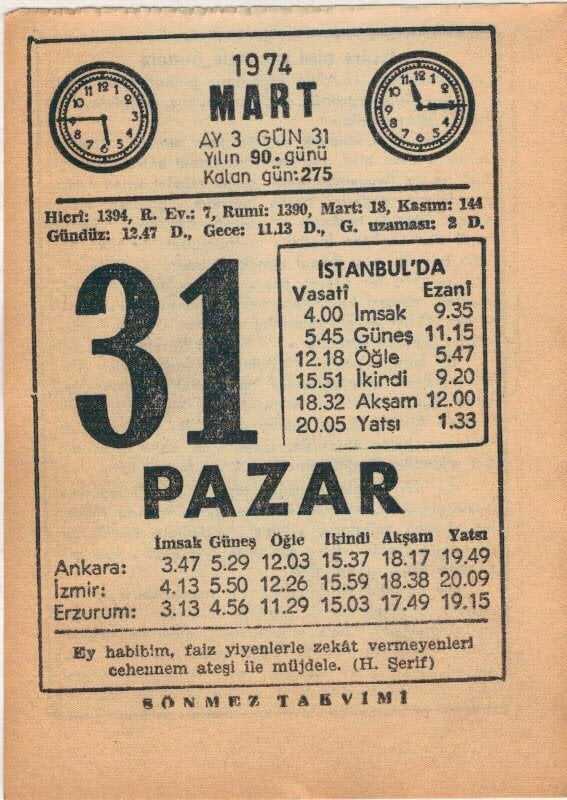 1974
MART
AY 3 GÜN 31
Yılın 90. günü
Kalan gün: 275
Hicrî: 1394, R. Ev.: 7, Rumî: 1390, Mart: 18, Kasım: 144
Gündüz: 12.47 D., Gece: 11.13 D., G. uzaması: 2 D.
31
İSTANBUL'DA
Vasatî Ezanî
4.00 İmsak 9.35
5.45 Güneş 11.15
12.18 Öğle 5.47
15.51 İkindi 9.20
18.32 Akşam 12.00
20.05 Yatsı 1.33
PAZAR
İmsak Güneş Öğle İkindi Akşam Yatsı
Ankara: 3.47 5.29 12.03 15.37 18.17 19.49
İzmir: 4.13 5.50 12.26 15.59 18.38 20.09
Erzurum: 3.13 4.56 11.29 15.03 17.49 19.15
Ey habibim, faiz yiyenlerle zekât vermeyenleri
cehennem ateşi ile müjdele. (H. Şerif)
SÖNMEZ TAKVİMİ